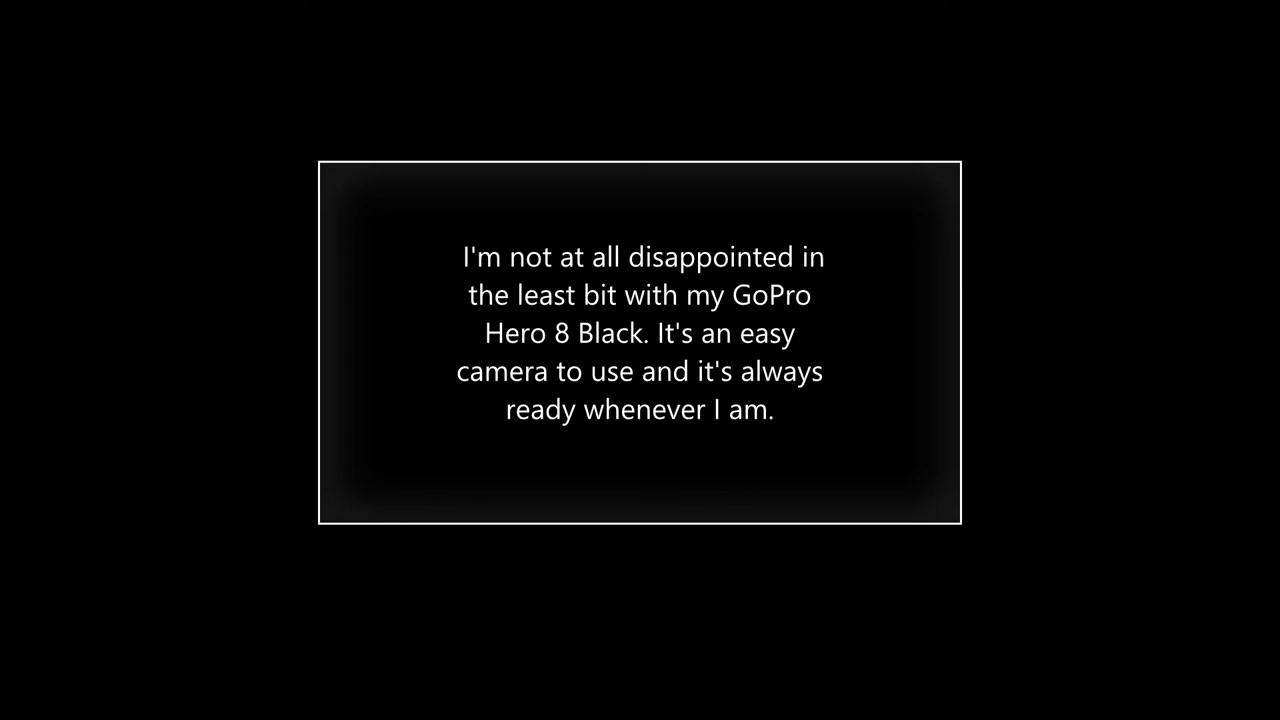 I'm not at all disappointed in
the least bit with my GoPro
Hero 8 Black. It's an easy
camera to use and it's always
ready whenever I am.